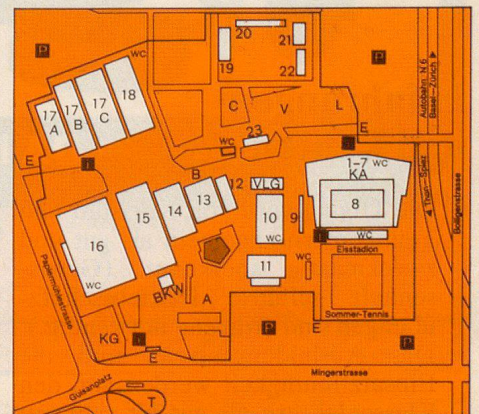 20
21
P
P
WC
19
22
18
17
C
17
B
17
A
C
V
L
Autobahn N 6
Basel–Zürich
E
23
WC
i
i
E
1–7 WC
KA
B
12
VLG
13
14
15
10
WC
9
8
WC
i
Eisstadion
Thun–Spiez
Bolligenstrasse
16
WC
11
WC
BKW
A
Papiermühlestrasse
KG
i
E
P
E
Sommer-Tennis
P
Mingerstrasse
Guisanplatz
T